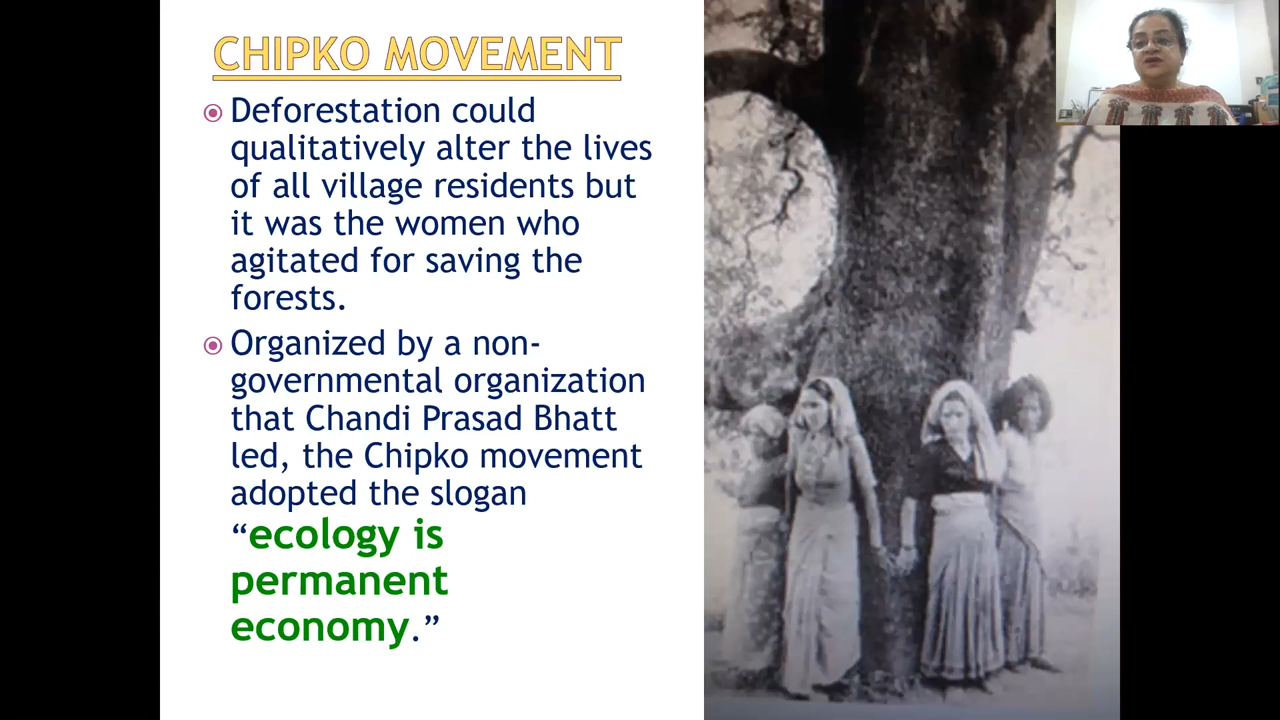 CHIPKO MOVEMENT
Deforestation could
qualitatively alter the lives
of all village residents but
it was the women who
agitated for saving the
forests.
Organized by a non-
governmental organization
that Chandi Prasad Bhatt
led, the Chipko movement
adopted the slogan
“ecology is
permanent
economy.”